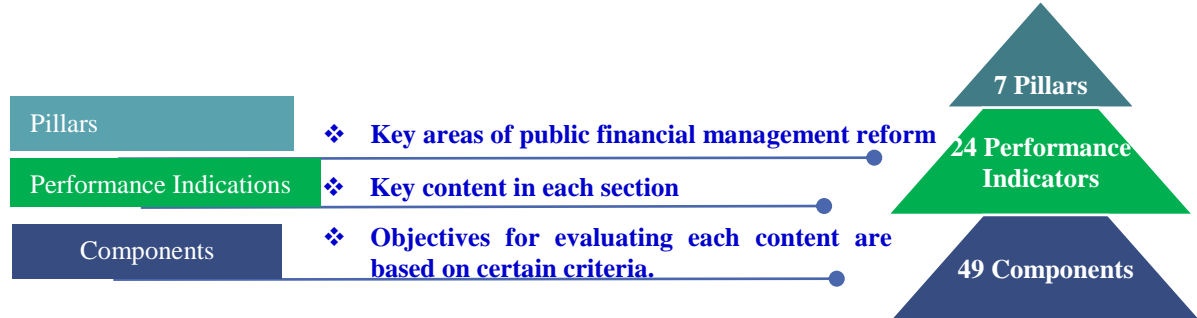 Pillars
❖ Key areas of public financial management reform
Performance Indications
❖ Key content in each section
Components
❖ Objectives for evaluating each content are
based on certain criteria.
7 Pillars
24 Performance
Indicators
49 Components